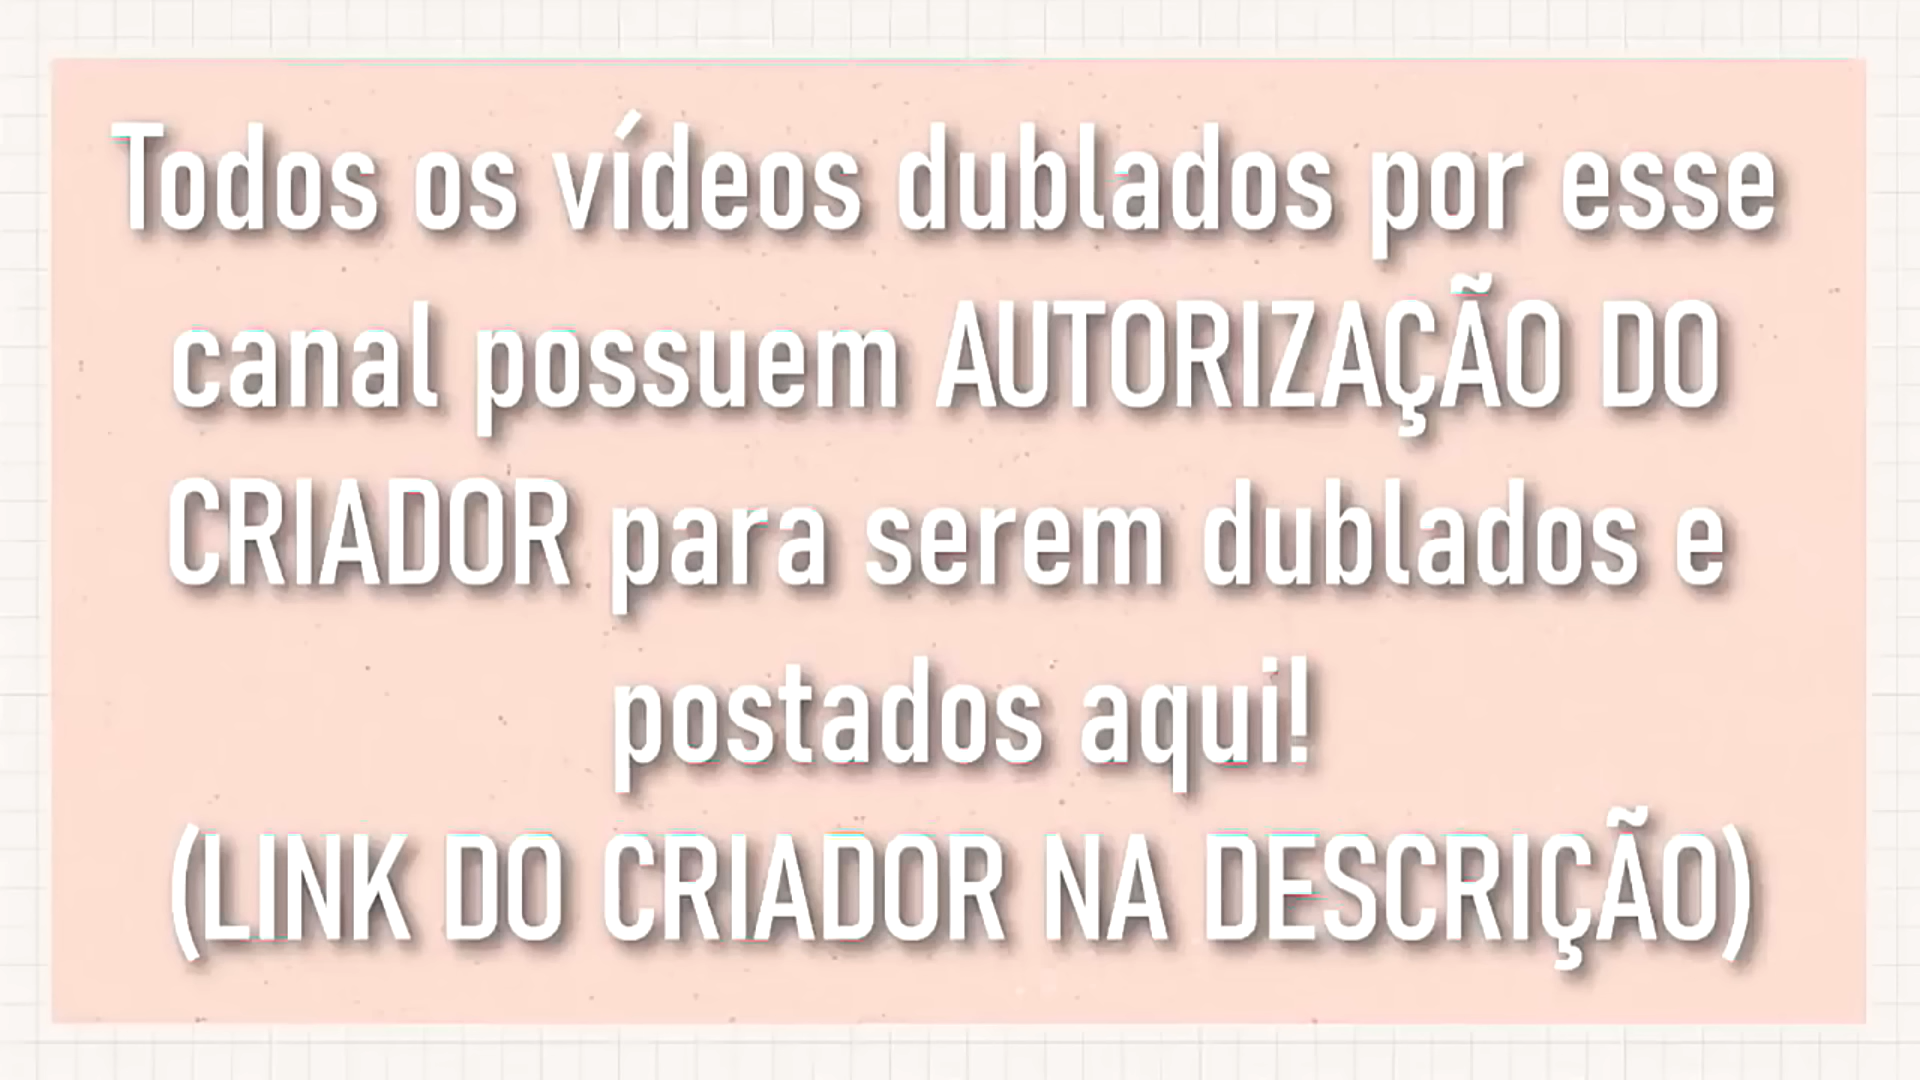 Todos os vídeos dublados por esse
canal possuem AUTORIZAÇÃO DO
CRIADOR para serem dublados e
postados aqui!
(LINK DO CRIADOR NA DESCRIÇÃO)